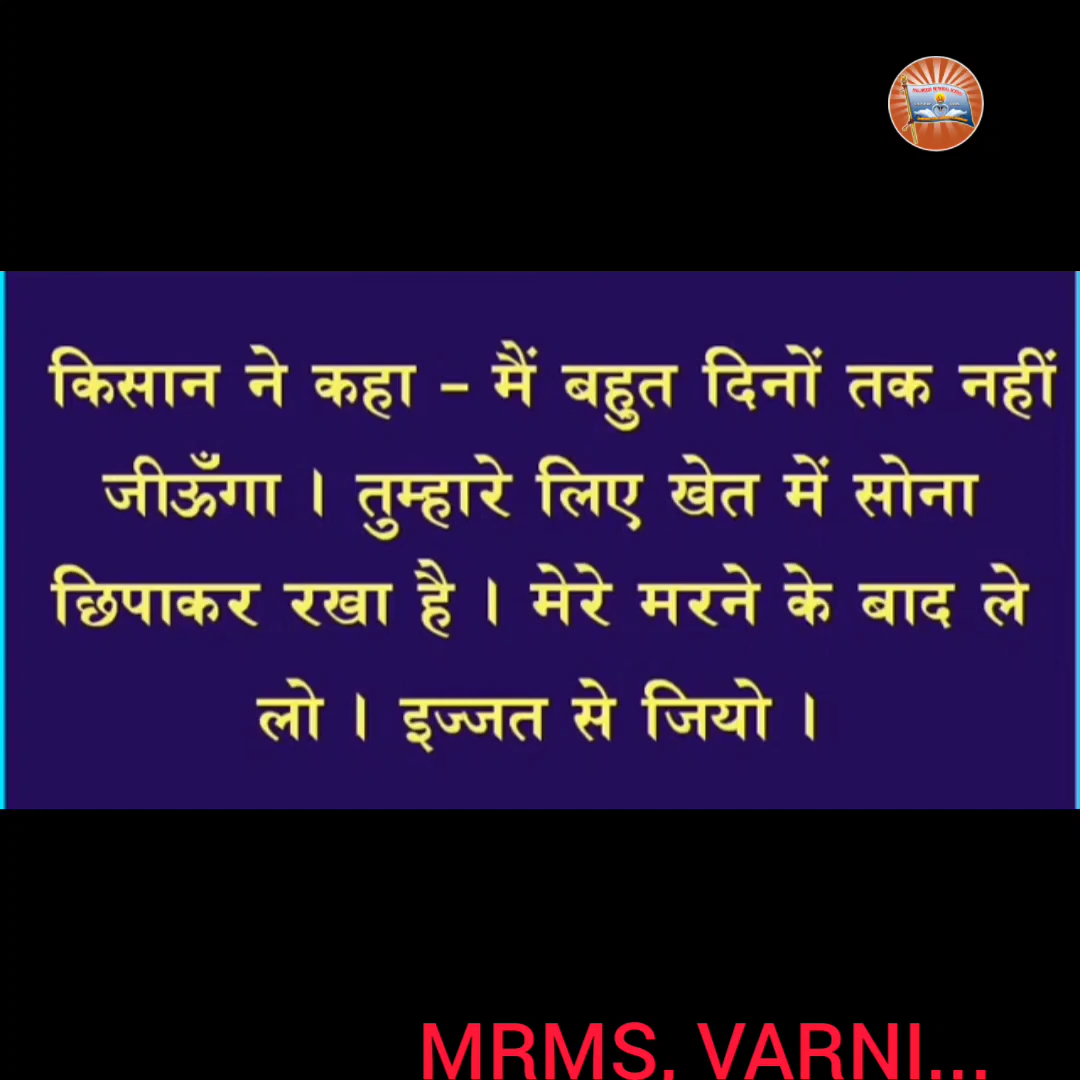 किसान ने कहा – मैं बहुत दिनों तक नहीं
जीऊँगा । तुम्हारे लिए खेत में सोना
छिपाकर रखा है । मेरे मरने के बाद ले
लो । इज्जत से जियो ।
MRMS, VARNI...